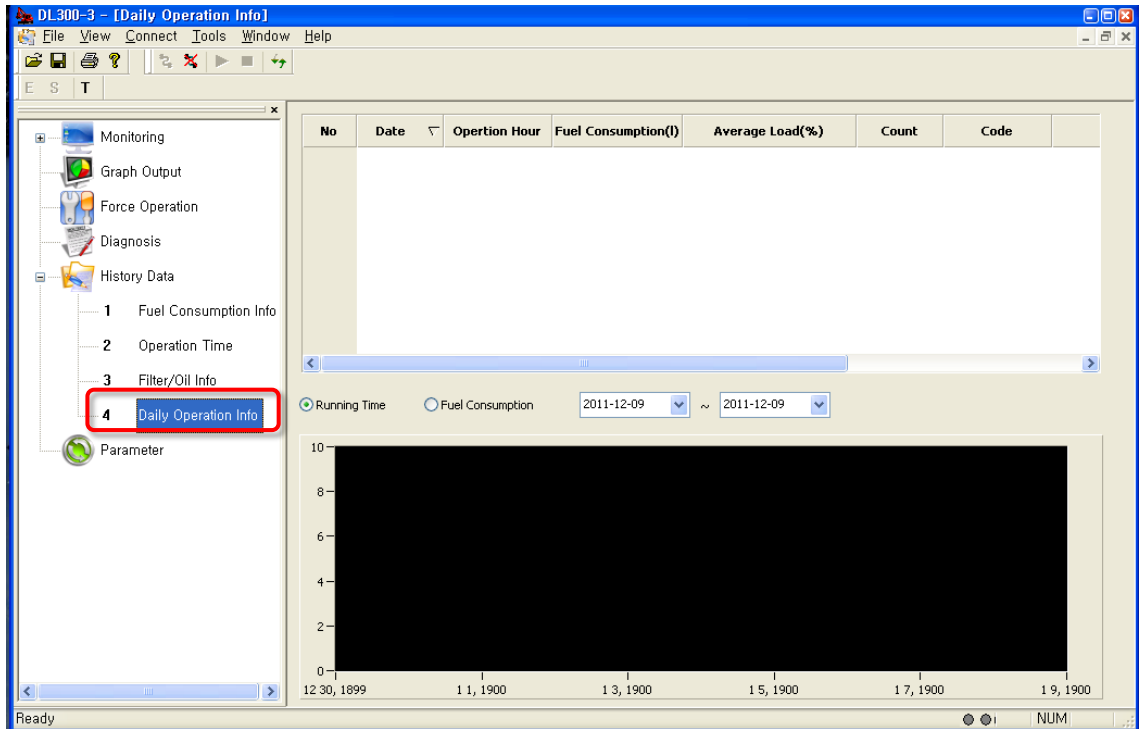 DL300-3 - [Daily Operation Info]
File View Connect Tools Window Help
E S T
Monitoring
Graph Output
Force Operation
Diagnosis
History Data
1 Fuel Consumption Info
2 Operation Time
3 Filter/Oil Info
4 Daily Operation Info
Parameter
No Date Opertion Hour Fuel Consumption(l) Average Load(%) Count Code
Running Time Fuel Consumption 2011-12-09 ~ 2011-12-09
10
8
6
4
2
0
12 30, 1899 1 1, 1900 1 3, 1900 1 5, 1900 1 7, 1900 1 9, 1900
Ready NUM